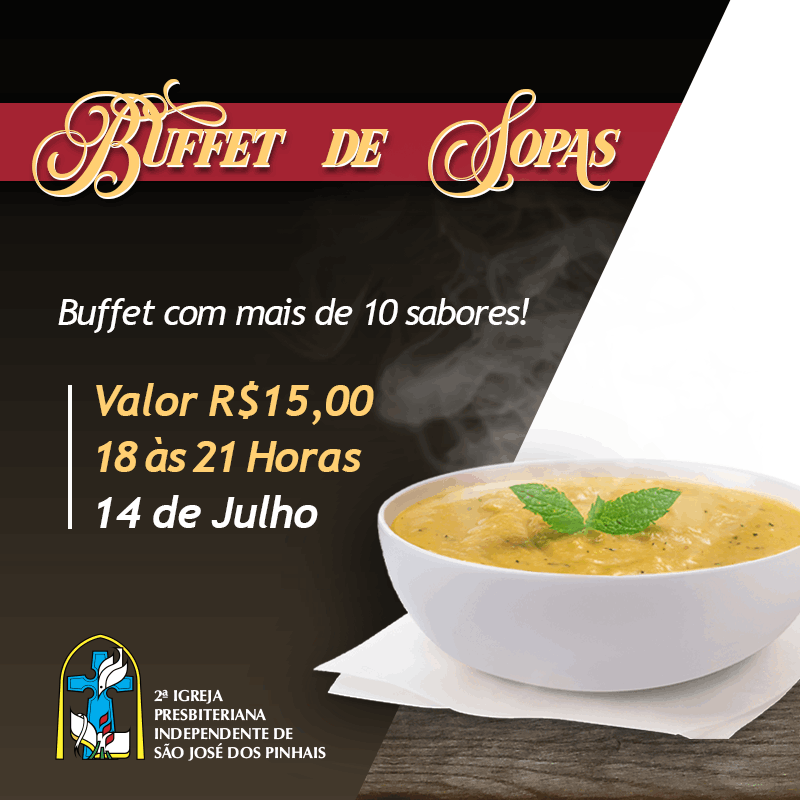 Buffet de Sopas
Buffet com mais de 10 sabores!
Valor R$15,00
18 às 21 Horas
14 de Julho
2ª IGREJA
PRESBITERIANA
INDEPENDENTE DE
SÃO JOSÉ DOS PINHAIS